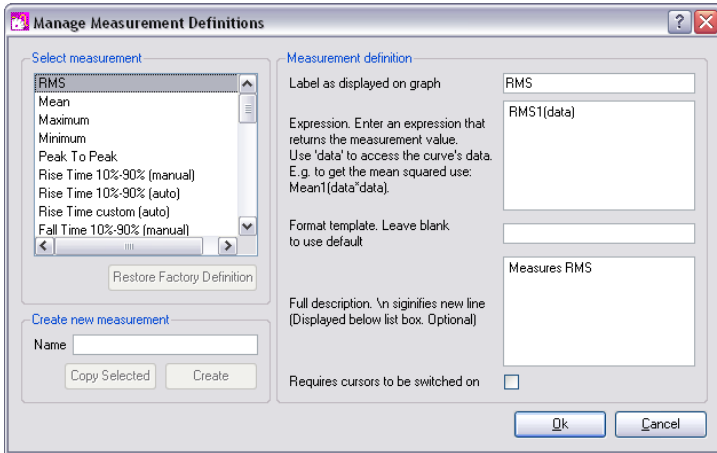 Manage Measurement Definitions
Select measurement
RMS
Mean
Maximum
Minimum
Peak To Peak
Rise Time 10%-90% (manual)
Rise Time 10%-90% (auto)
Rise Time custom (auto)
Fall Time 10%-90% (manual)
Restore Factory Definition
Create new measurement
Name
Copy Selected
Create
Measurement definition
Label as displayed on graph
RMS
Expression. Enter an expression that
returns the measurement value.
Use 'data' to access the curve's data.
E.g. to get the mean squared use:
Mean1(data*data).
RMS1(data)
Format template. Leave blank
to use default
Full description. \n siginifies new line
(Displayed below list box. Optional)
Measures RMS
Requires cursors to be switched on
Ok
Cancel